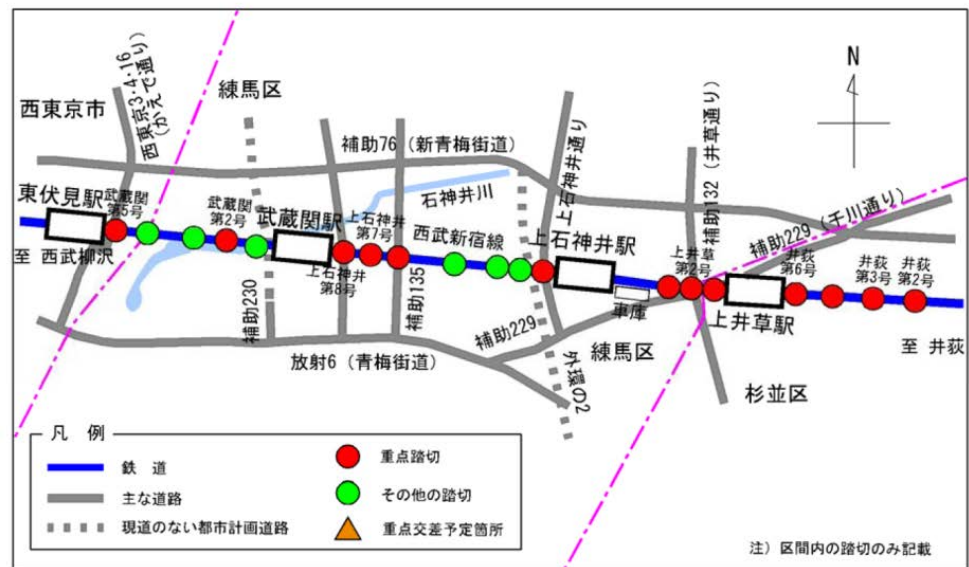 西東京市
西東京3・4・16
（かえで通り）
練馬区
補助76（新青梅街道）
石神井川
上石神井通り
補助132（井草通り）
補助229
（千川通り）
N
東伏見駅
武蔵関
第5号
武蔵関
第2号
武蔵関駅
上石神井
第7号
西武新宿線
上石神井駅
上井草
第2号
井荻
第6号
井荻
第3号
井荻
第2号
至 西武柳沢
上石神井
第8号
補助230
補助135
車庫
上井草駅
至 井荻
放射6（青梅街道）
補助229
外環の2
練馬区
杉並区
凡 例
鉄 道
主な道路
現道のない都市計画道路
重点踏切
その他の踏切
重点交差予定箇所
注）区間内の踏切のみ記載